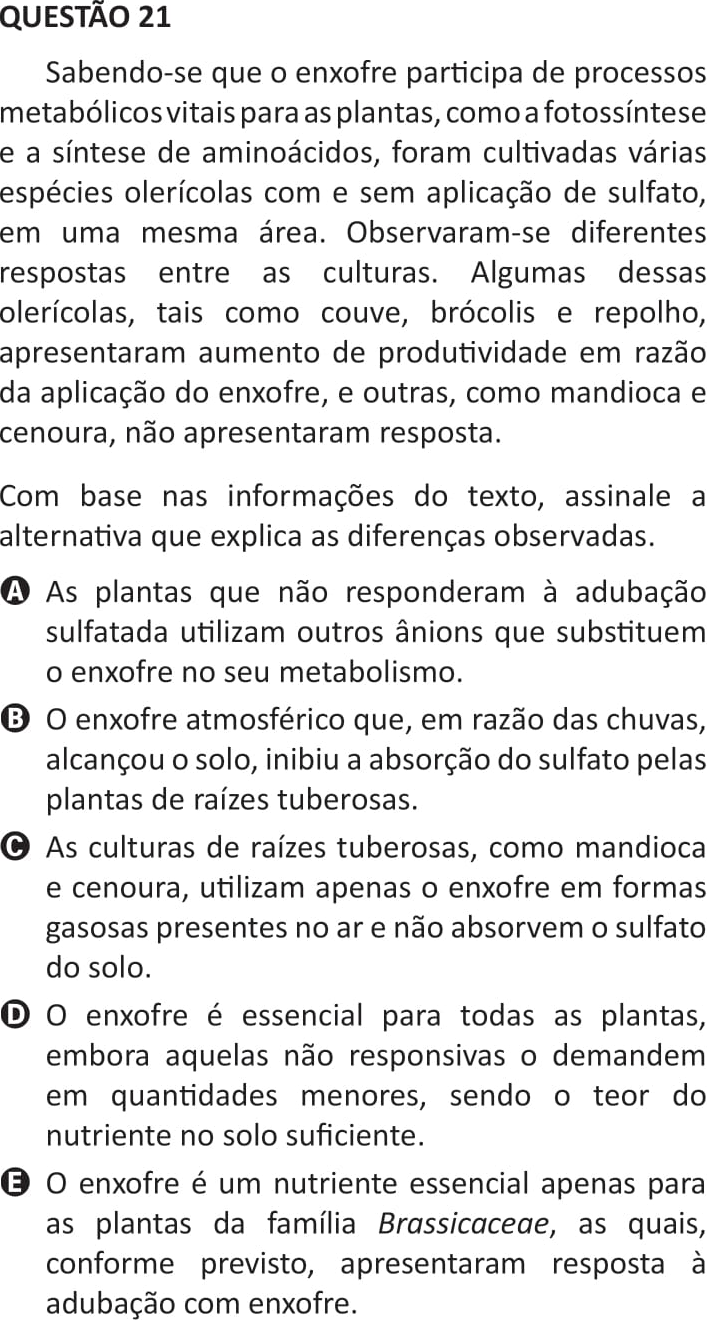 QUESTÃO 21
Sabendo-se que o enxofre participa de processos
metabólicos vitais para as plantas, como a fotossíntese
e a síntese de aminoácidos, foram cultivadas várias
espécies olerícolas com e sem aplicação de sulfato,
em uma mesma área. Observaram-se diferentes
respostas entre as culturas. Algumas dessas
olerícolas, tais como couve, brócolis e repolho,
apresentaram aumento de produtividade em razão
da aplicação do enxofre, e outras, como mandioca e
cenoura, não apresentaram resposta.
Com base nas informações do texto, assinale a
alternativa que explica as diferenças observadas.
A As plantas que não responderam à adubação
sulfatada utilizam outros ânions que substituem
o enxofre no seu metabolismo.
B O enxofre atmosférico que, em razão das chuvas,
alcançou o solo, inibiu a absorção do sulfato pelas
plantas de raízes tuberosas.
C As culturas de raízes tuberosas, como mandioca
e cenoura, utilizam apenas o enxofre em formas
gasosas presentes no ar e não absorvem o sulfato
do solo.
D O enxofre é essencial para todas as plantas,
embora aquelas não responsivas o demandem
em quantidades menores, sendo o teor do
nutriente no solo suficiente.
E O enxofre é um nutriente essencial apenas para
as plantas da família Brassicaceae, as quais,
conforme previsto, apresentaram resposta à
adubação com enxofre.